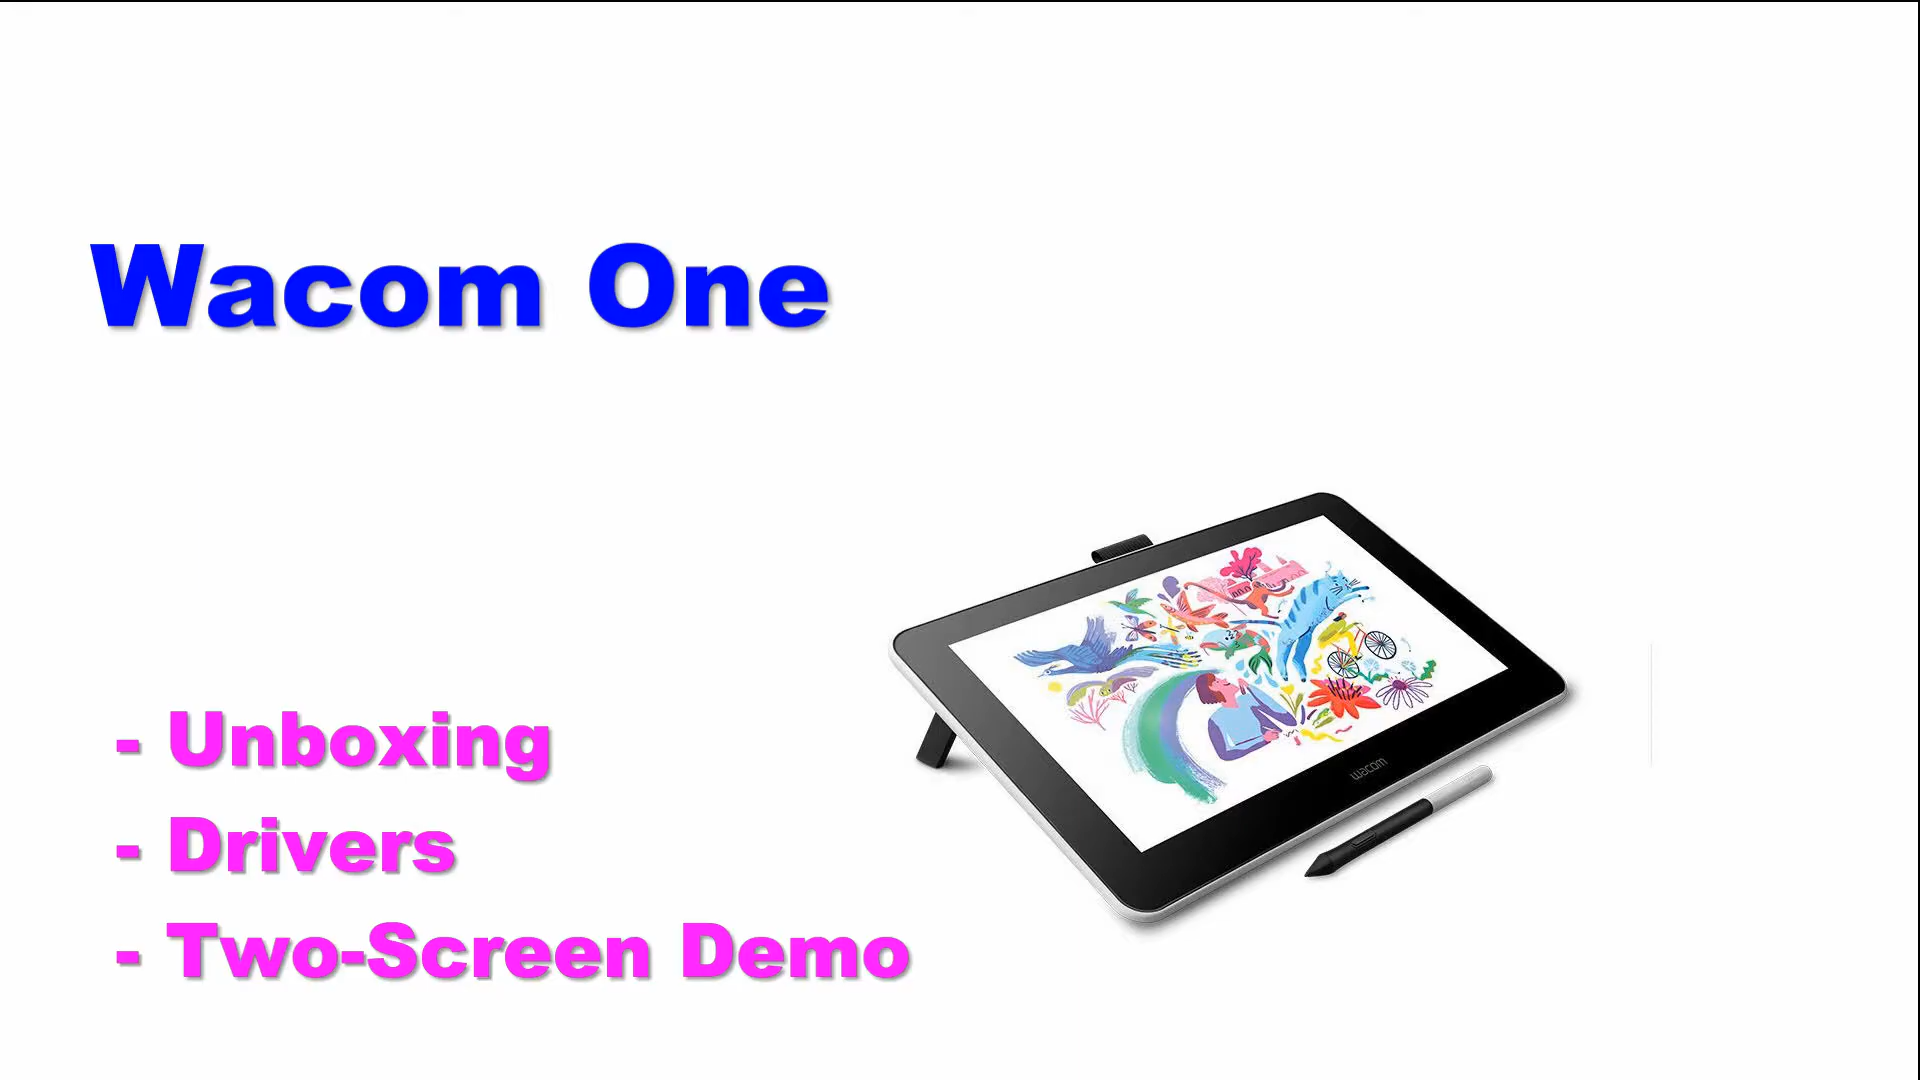 Wacom One
- Unboxing
- Drivers
- Two-Screen Demo
wacom